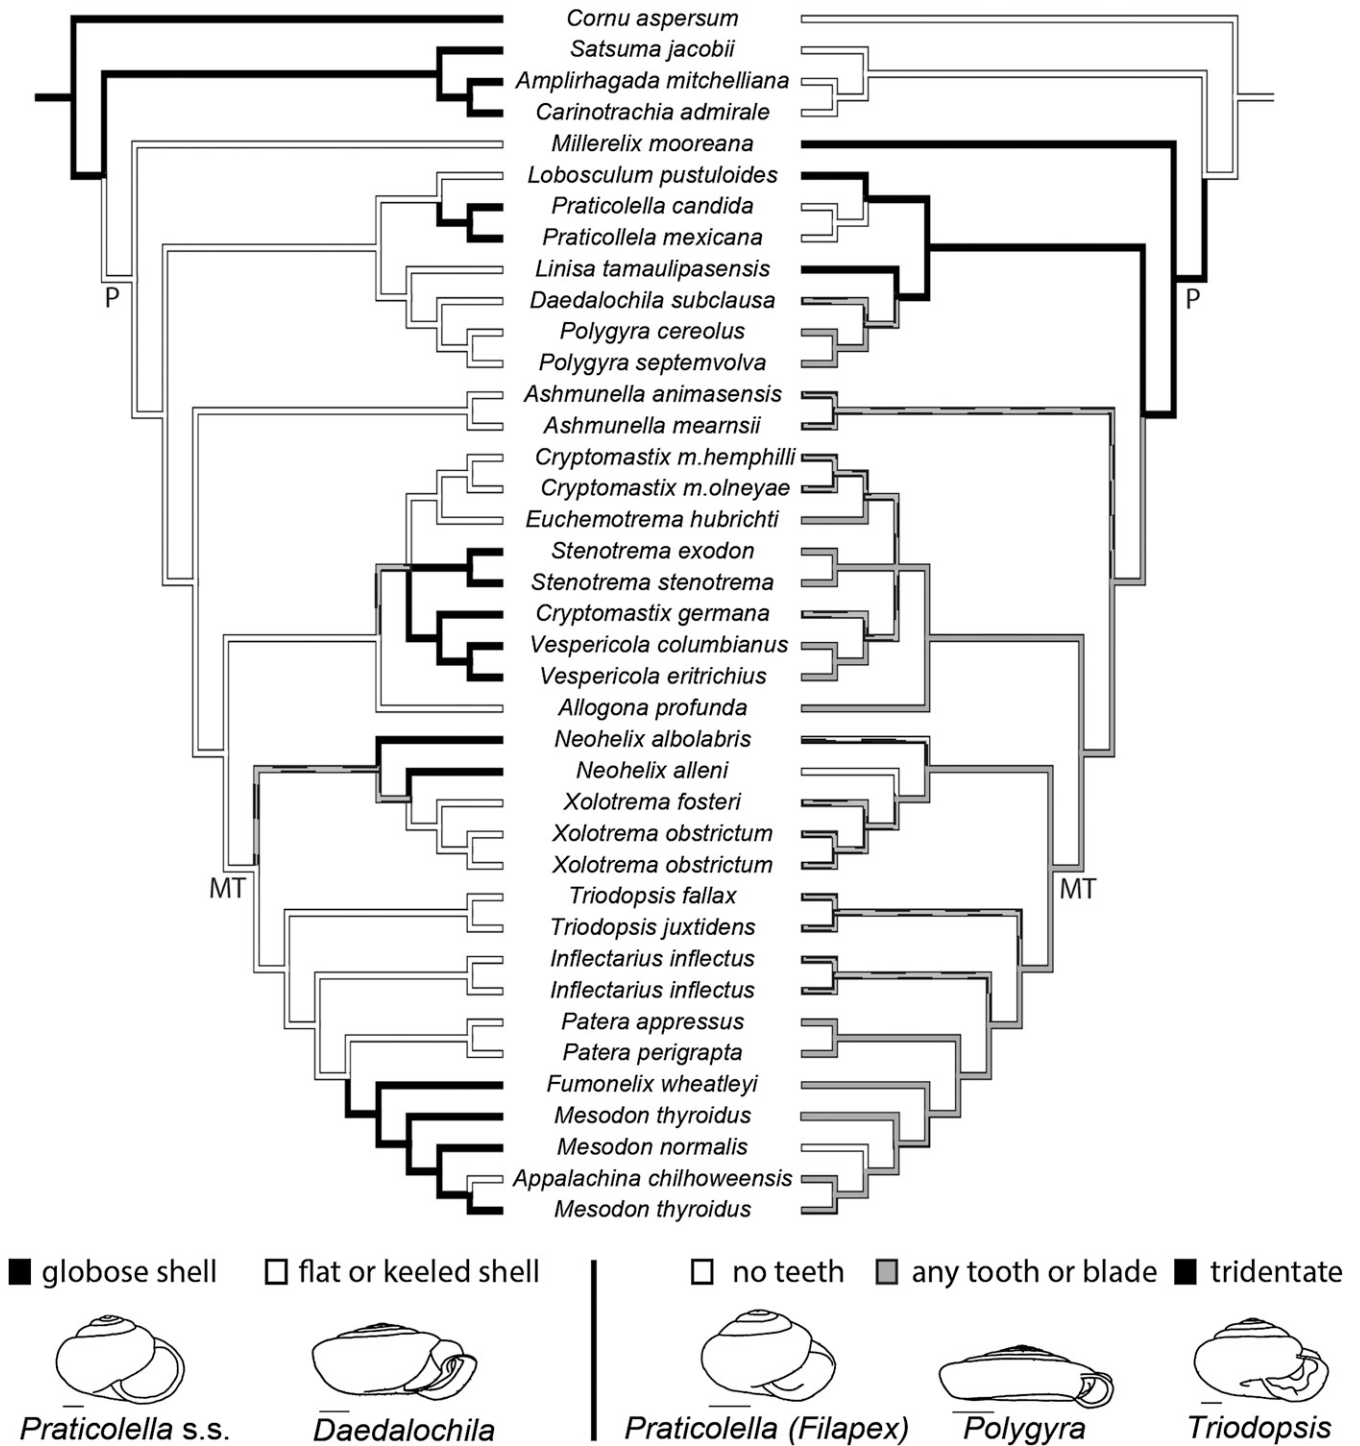 Cornu aspersum
Satsuma jacobii
Amplirhagada mitchelliana
Carinotrachia admirale
Millerelix mooreana
Lobosculum pustuloides
Praticolella candida
Praticollela mexicana
Linisa tamaulipasensis
P
P
Daedalochila subclausa
Polygyra cereolus
Polygyra septemvolva
Ashmunella animasensis
Ashmunella mearnsii
Cryptomastix m.hemphilli
Cryptomastix m.olneyae
Euchemotrema hubrichti
Stenotrema exodon
Stenotrema stenotrema
Cryptomastix germana
Vespericola columbianus
Vespericola eritrichius
Allogona profunda
Neohelix albolabris
Neohelix alleni
Xolotrema fosteri
Xolotrema obstrictum
Xolotrema obstrictum
MT
MT
Triodopsis fallax
Triodopsis juxtidens
Inflectarius inflectus
Inflectarius inflectus
Patera appressus
Patera perigrapta
Fumonelix wheatleyi
Mesodon thyroidus
Mesodon normalis
Appalachina chilhoweensis
Mesodon thyroidus
globose shell
flat or keeled shell
no teeth
any tooth or blade
tridentate
Praticolella s.s.
Daedalochila
Praticolella (Filapex)
Polygyra
Triodopsis